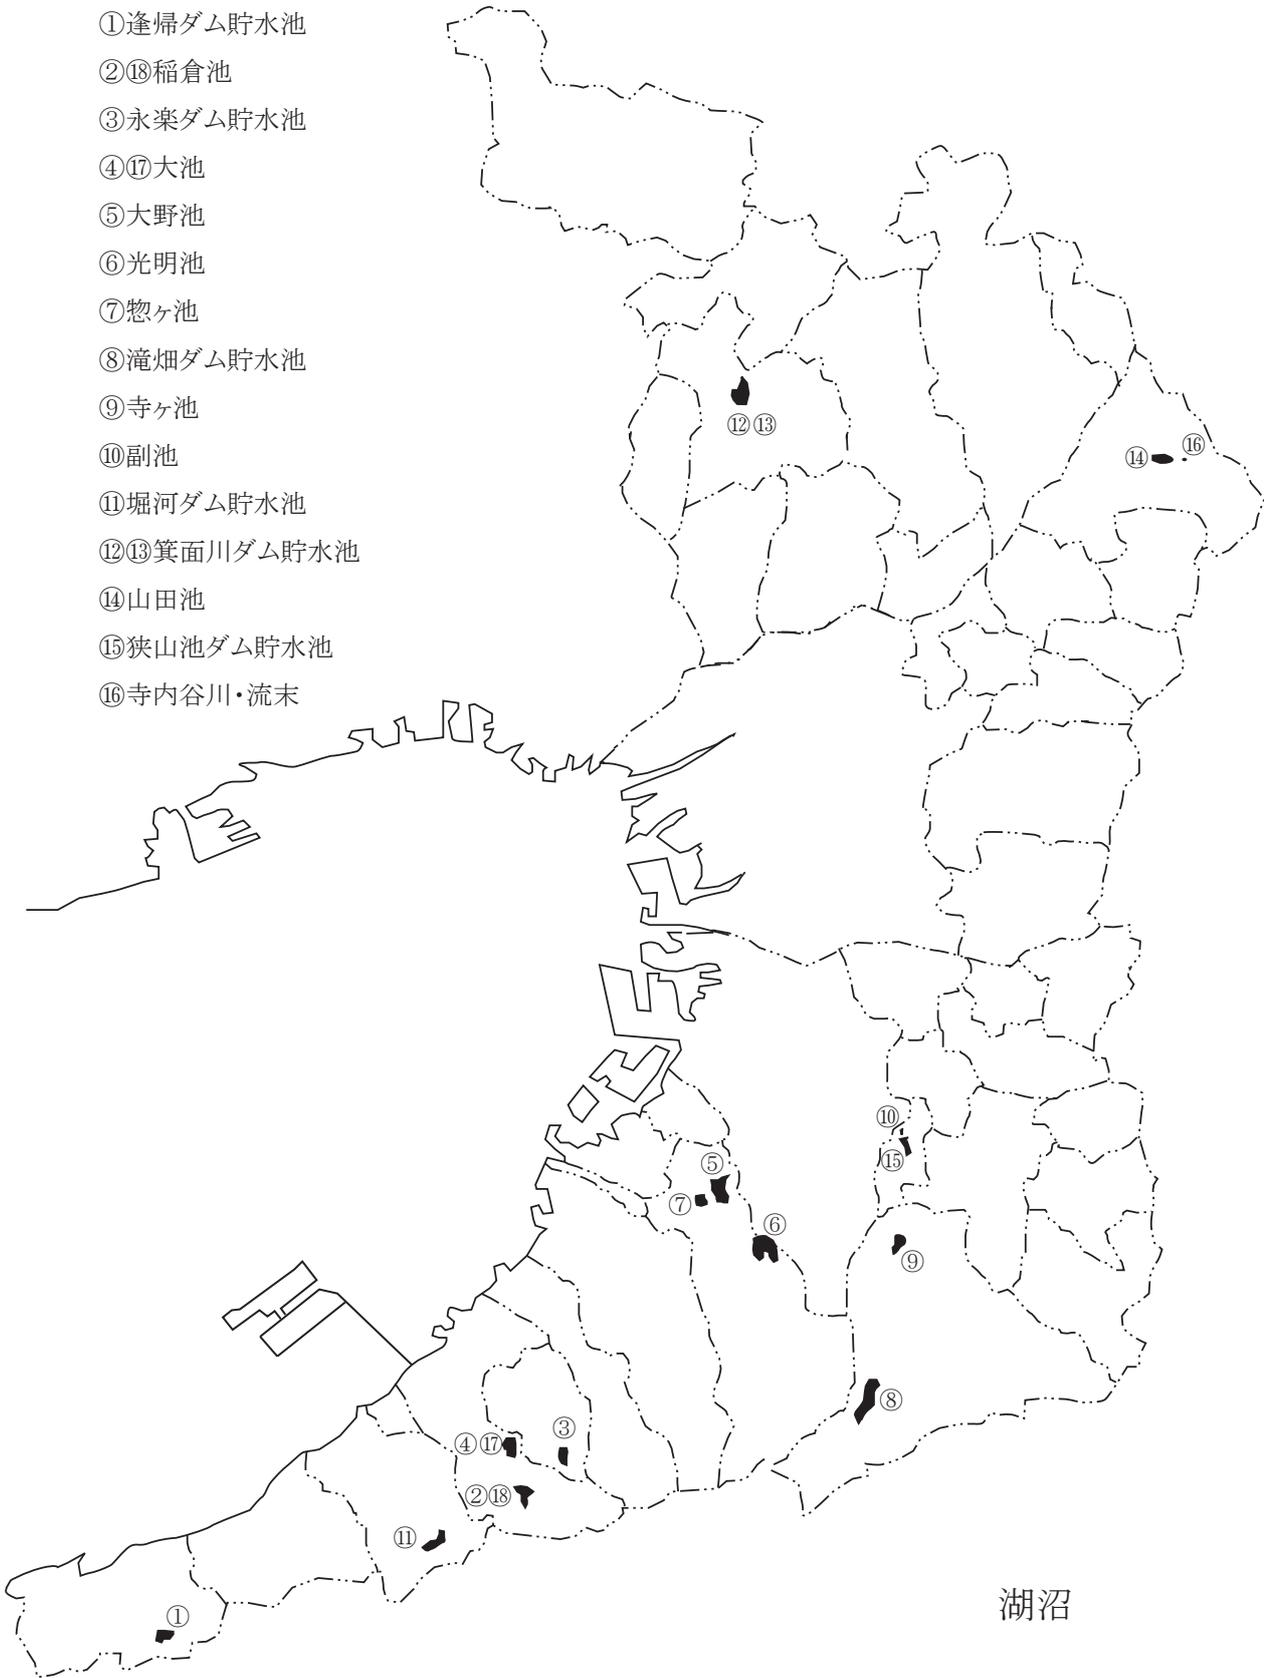 ①逢帰ダム貯水池
②⑱稲倉池
③永楽ダム貯水池
④⑰大池
⑤大野池
⑥光明池
⑦惣ヶ池
⑧滝畑ダム貯水池
⑨寺ヶ池
⑩副池
⑪堀河ダム貯水池
⑫⑬箕面川ダム貯水池
⑭山田池
⑮狭山池ダム貯水池
⑯寺内谷川・流末
⑫⑬
⑭
⑯
⑩
⑮
⑤
⑦
⑥
⑨
⑧
③
④⑰
②⑱
⑪
①
湖沼